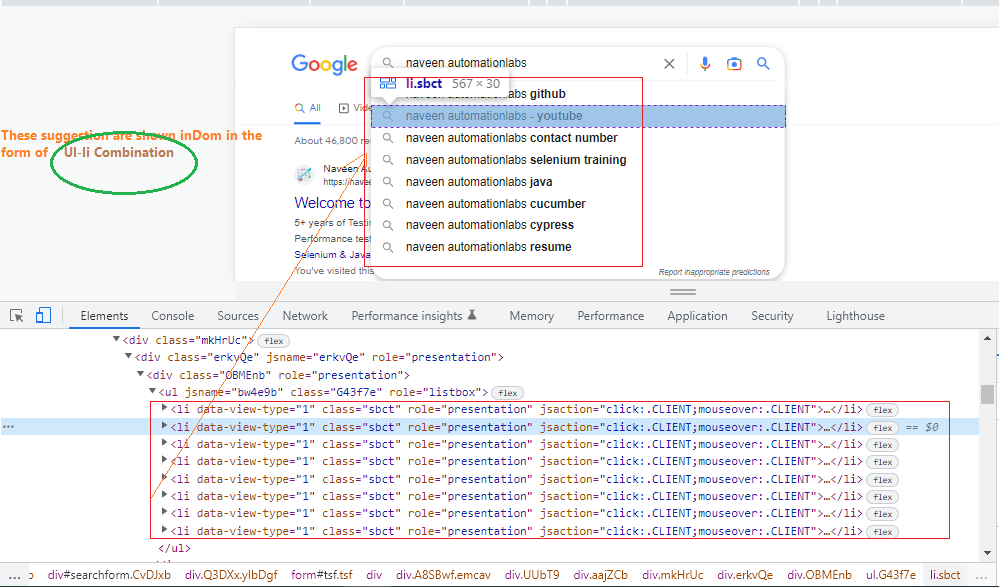 Google
naveen automationlabs
li.sbct 567 × 30
naveen automationlabs github
naveen automationlabs - youtube
naveen automationlabs contact number
naveen automationlabs selenium training
naveen automationlabs java
naveen automationlabs cucumber
naveen automationlabs cypress
naveen automationlabs resume
Report inappropriate predictions
All
About 46,800
https://navee
Welcome to
5+ years of Testi
Performance test
Selenium & Java
You've visited this
These suggestion are shown inDom in the
form of UI-li Combination
Elements Console Sources Network Performance insights Memory Performance Application Security Lighthouse
<div class="mkHrUc"> flex
<div class="erkvQe" jsname="erkvQe" role="presentation">
<div class="OBMEnb" role="presentation">
<ul jsname="bw4e9b" class="G43f7e" role="listbox"> flex
<li data-view-type="1" class="sbct" role="presentation" jsaction="click:.CLIENT;mouseover:.CLIENT">…</li> flex
… <li data-view-type="1" class="sbct" role="presentation" jsaction="click:.CLIENT;mouseover:.CLIENT">…</li> flex == $0
<li data-view-type="1" class="sbct" role="presentation" jsaction="click:.CLIENT;mouseover:.CLIENT">…</li> flex
<li data-view-type="1" class="sbct" role="presentation" jsaction="click:.CLIENT;mouseover:.CLIENT">…</li> flex
<li data-view-type="1" class="sbct" role="presentation" jsaction="click:.CLIENT;mouseover:.CLIENT">…</li> flex
<li data-view-type="1" class="sbct" role="presentation" jsaction="click:.CLIENT;mouseover:.CLIENT">…</li> flex
<li data-view-type="1" class="sbct" role="presentation" jsaction="click:.CLIENT;mouseover:.CLIENT">…</li> flex
<li data-view-type="1" class="sbct" role="presentation" jsaction="click:.CLIENT;mouseover:.CLIENT">…</li> flex
</ul>
… div#searchform.CvDJxb div.Q3DXx.yIbDgf form#tsf.tsf div div.A8SBwf.emcav div.UUbT9 div.aajZCb div.mkHrUc div.erkvQe div.OBMEnb ul.G43f7e li.sbct …